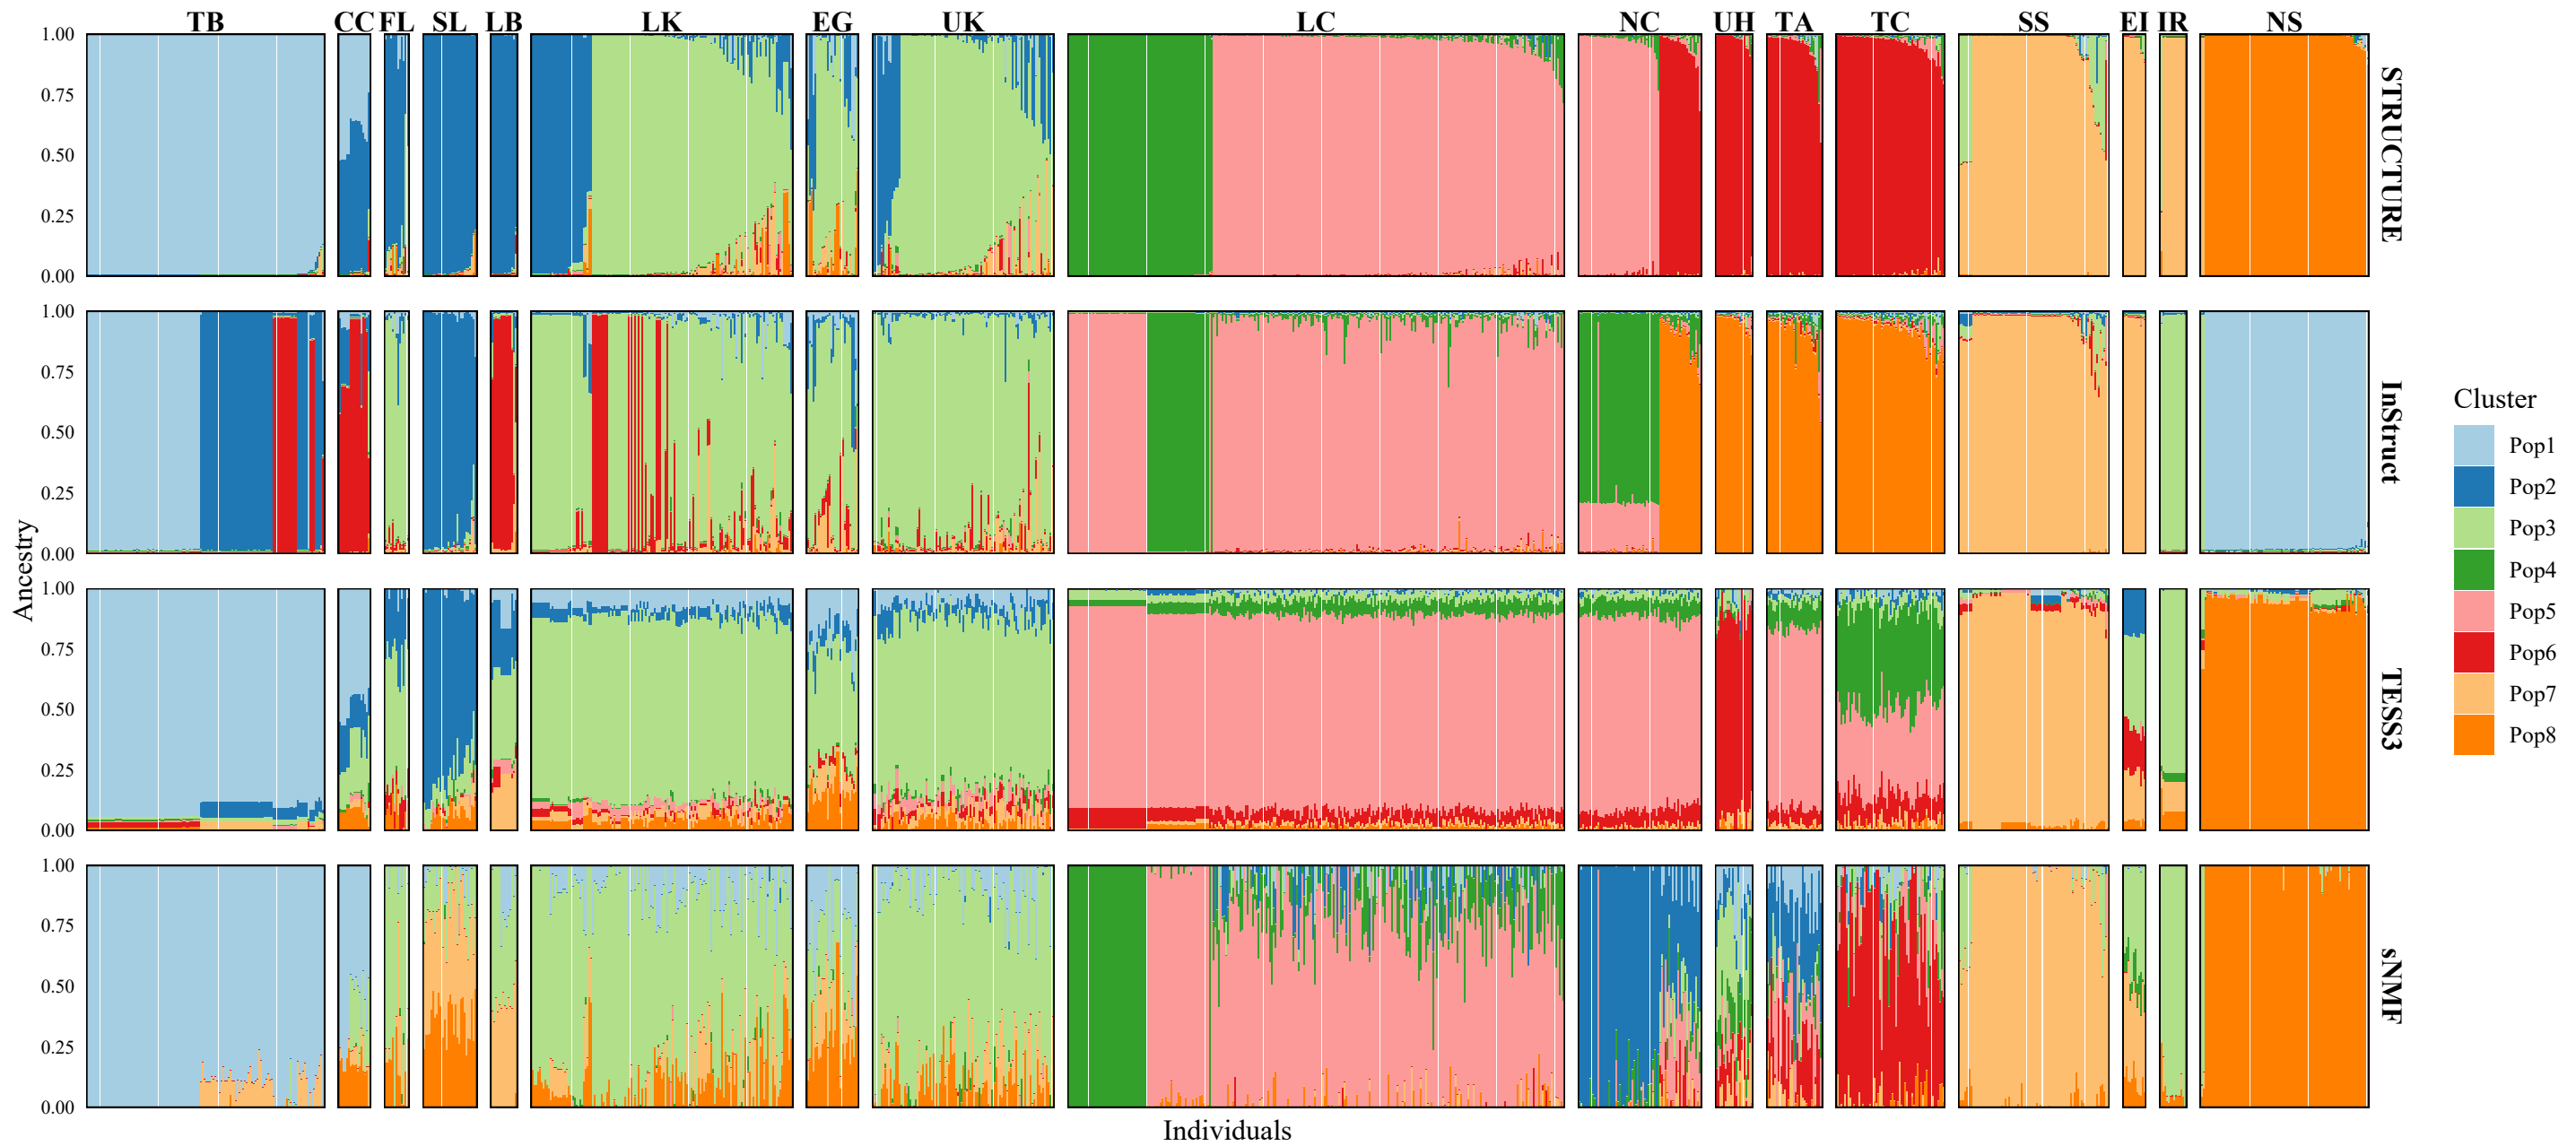 TB CC FL SL LB LK EG UK LC NC UH TA TC SS EI IR NS
1.00
0.75
0.50
0.25
0.00
STRUCTURE
1.00
0.75
0.50
0.25
0.00
InStruct
1.00
0.75
0.50
0.25
0.00
TESS3
1.00
0.75
0.50
0.25
0.00
sNMF
Ancestry
Individuals
Cluster
Pop1
Pop2
Pop3
Pop4
Pop5
Pop6
Pop7
Pop8